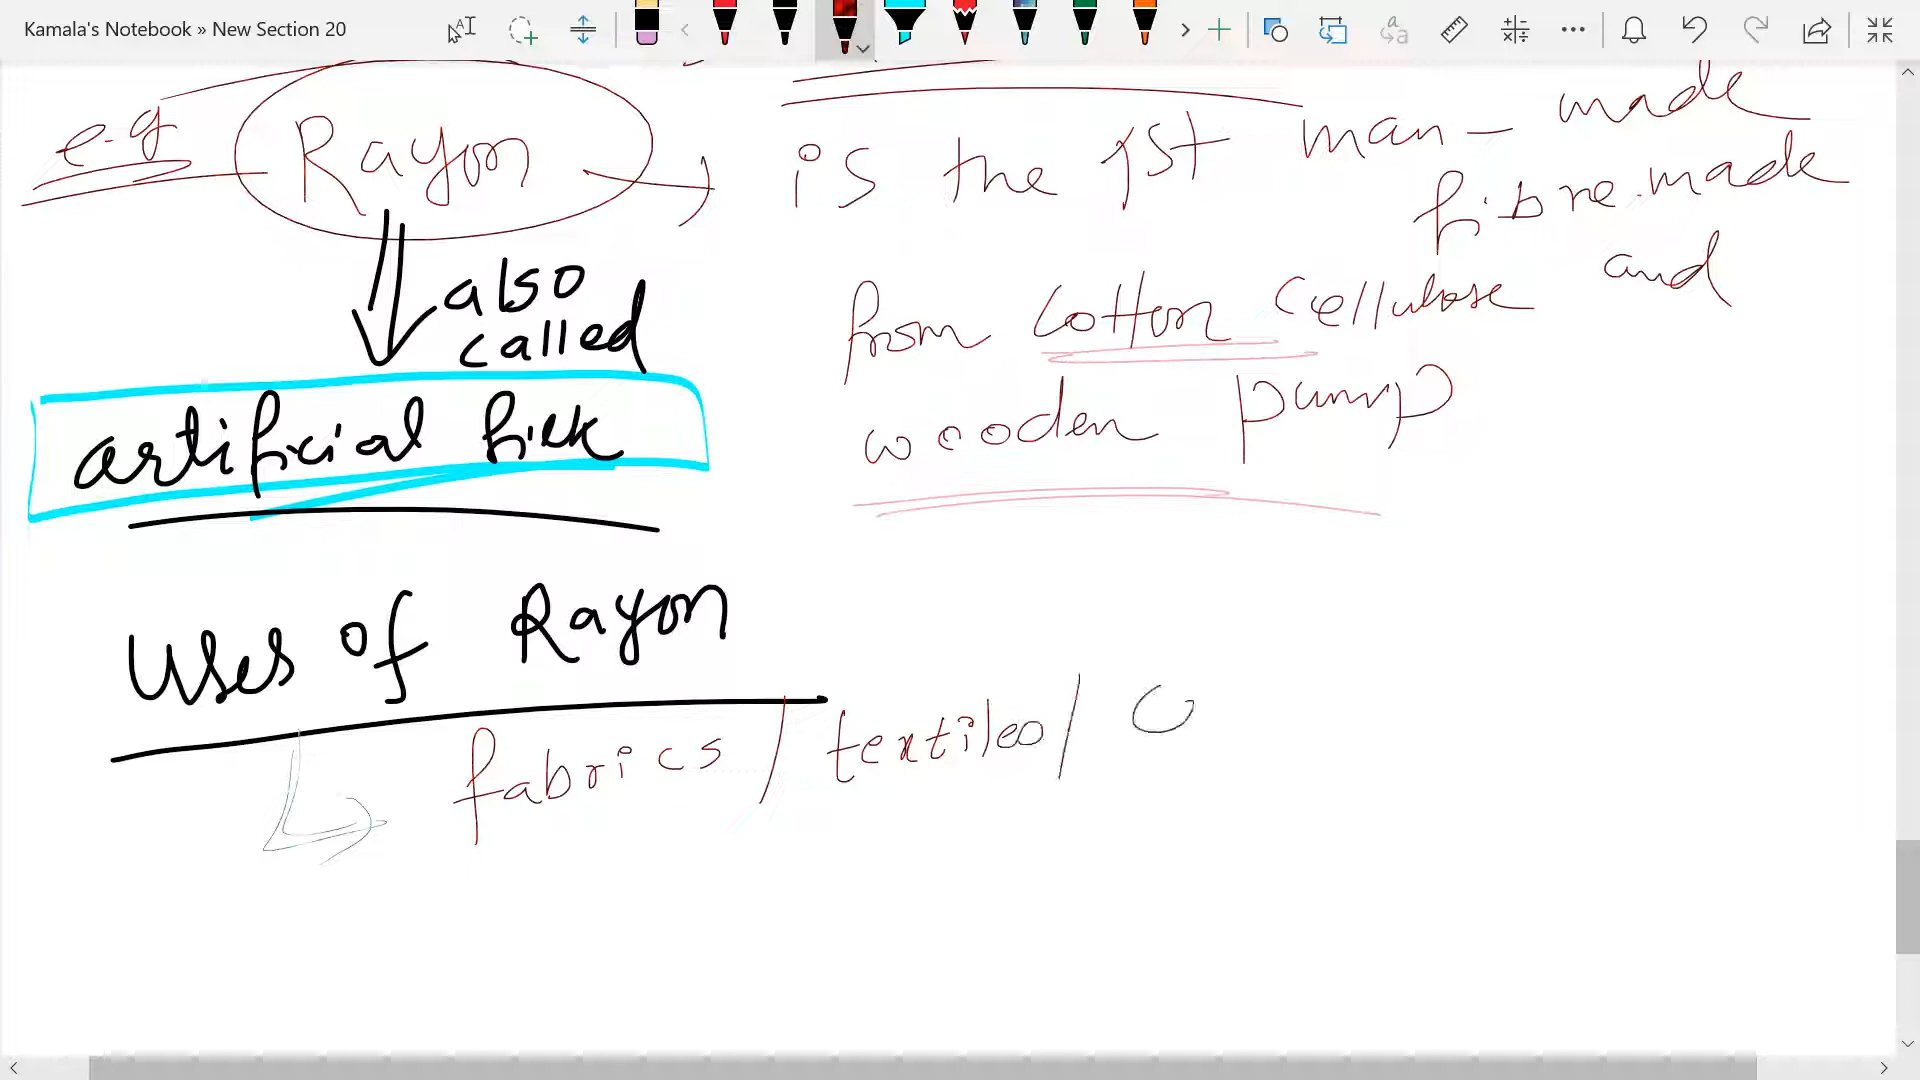 Kamala's Notebook » New Section 20
e.g Rayon → is the 1st man - made
fibre made
from cotton cellulose and
wooden pump
also
called
artificial silk
Uses of Rayon
fabrics / textiles / C